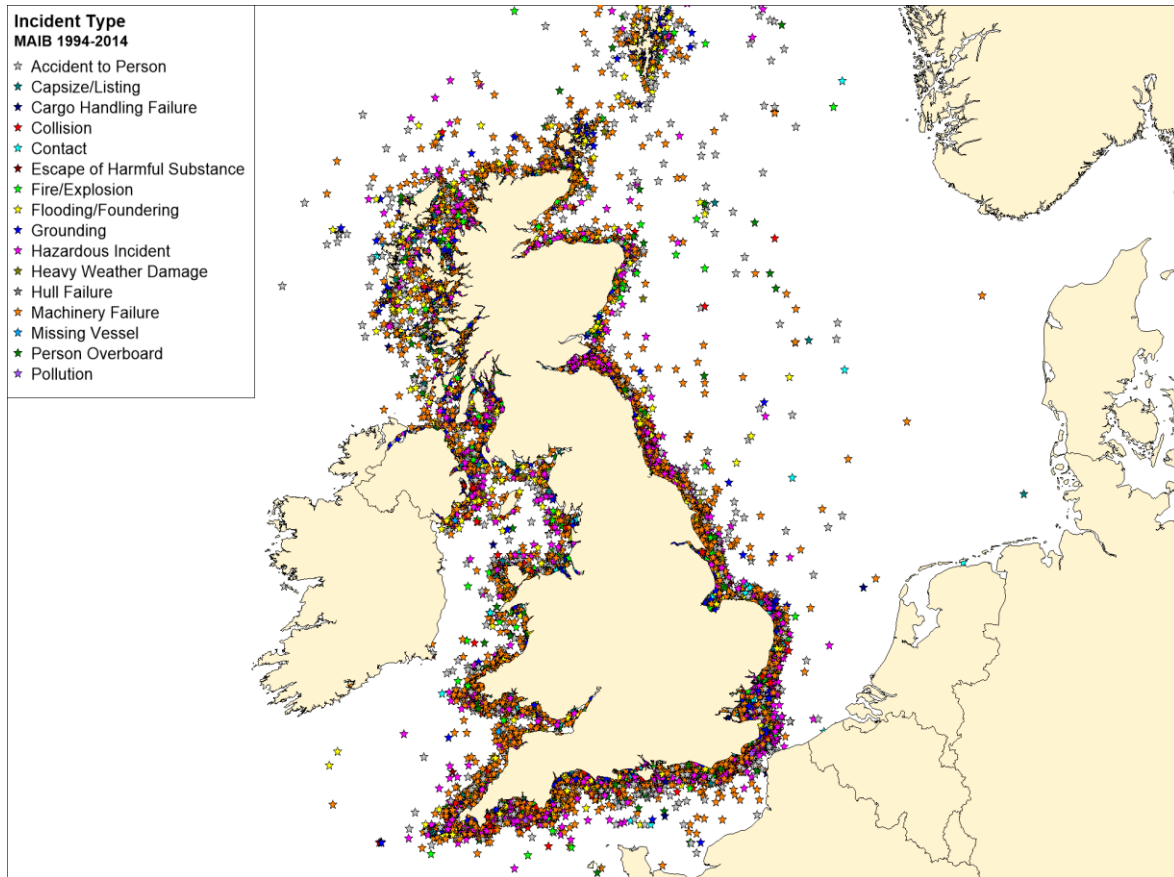 Incident Type
MAIB 1994-2014
Accident to Person
Capsize/Listing
Cargo Handling Failure
Collision
Contact
Escape of Harmful Substance
Fire/Explosion
Flooding/Foundering
Grounding
Hazardous Incident
Heavy Weather Damage
Hull Failure
Machinery Failure
Missing Vessel
Person Overboard
Pollution